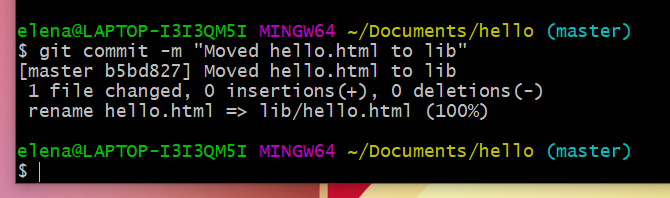 elena@LAPTOP-I3I3QM5I MINGW64 ~/Documents/hello (master)
$ git commit -m "Moved hello.html to lib"
[master b5bd827] Moved hello.html to lib
 1 file changed, 0 insertions(+), 0 deletions(-)
 rename hello.html => lib/hello.html (100%)
elena@LAPTOP-I3I3QM5I MINGW64 ~/Documents/hello (master)
$